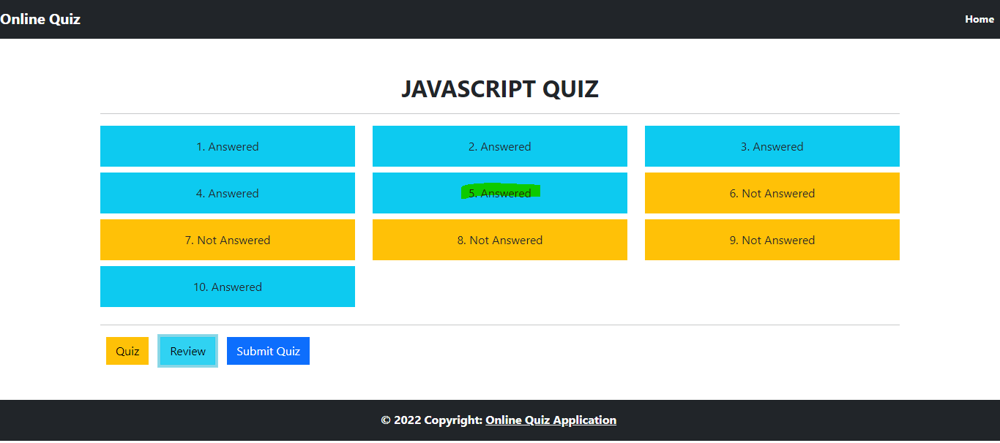 Online Quiz
Home
JAVASCRIPT QUIZ
1. Answered
2. Answered
3. Answered
4. Answered
5. Answered
6. Not Answered
7. Not Answered
8. Not Answered
9. Not Answered
10. Answered
Quiz
Review
Submit Quiz
© 2022 Copyright: Online Quiz Application